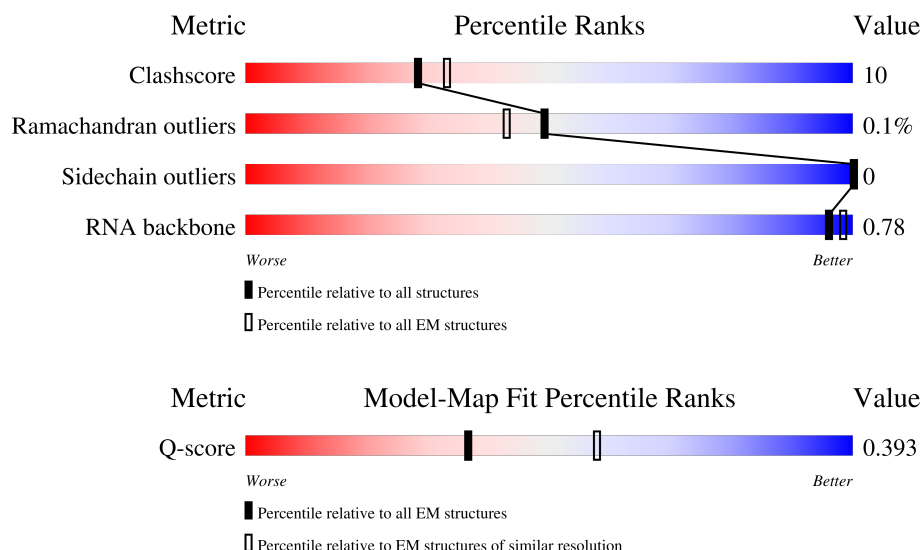 Metric Percentile Ranks Value
Clashscore 10
Ramachandran outliers 0.1%
Sidechain outliers 0
RNA backbone 0.78
Worse Better
Percentile relative to all structures
Percentile relative to all EM structures
Metric Model-Map Fit Percentile Ranks Value
Q-score 0.393
Worse Better
Percentile relative to all EM structures
Percentile relative to EM structures of similar resolution